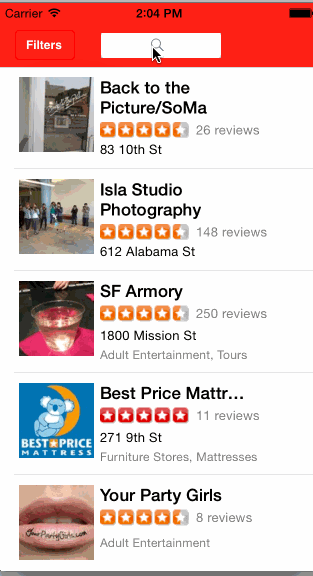 Carrier 2:04 PM
Filters
Back to the
Picture/SoMa
26 reviews
83 10th St
Isla Studio
Photography
148 reviews
612 Alabama St
SF Armory
250 reviews
1800 Mission St
Adult Entertainment, Tours
Best Price Mattr…
11 reviews
271 9th St
Furniture Stores, Mattresses
BEST PRICE
MATTRESS
Your Party Girls
8 reviews
Adult Entertainment
YourPartyGirls.com